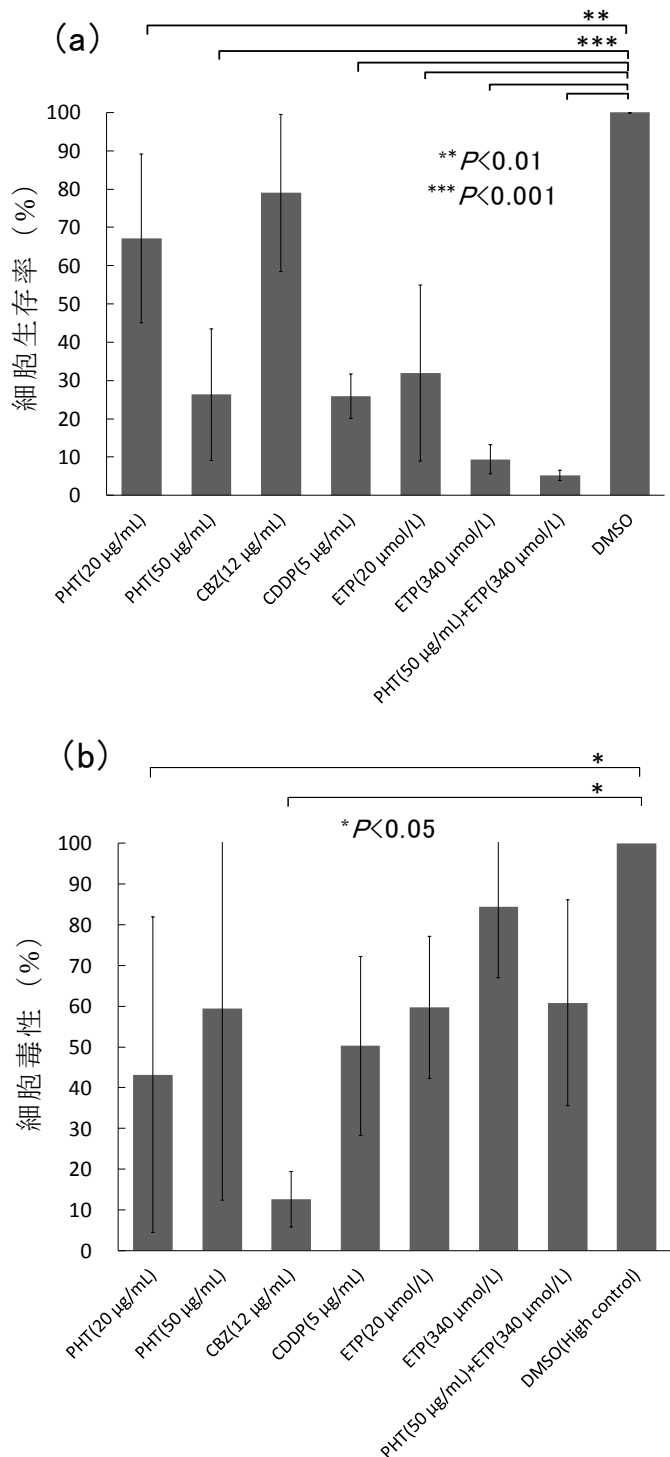 (a)
**
***
**P<0.01
***P<0.001
細胞生存率 (%)
100
90
80
70
60
50
40
30
20
10
0
PHT(20 μg/mL)
PHT(50 μg/mL)
CBZ(12 μg/mL)
CDDP(5 μg/mL)
ETP(20 μmol/L)
ETP(340 μmol/L)
PHT(50 μg/mL)+ETP(340 μmol/L)
DMSO
(b)
*
*
*P<0.05
細胞毒性 (%)
100
90
80
70
60
50
40
30
20
10
0
PHT(20 μg/mL)
PHT(50 μg/mL)
CBZ(12 μg/mL)
CDDP(5 μg/mL)
ETP(20 μmol/L)
ETP(340 μmol/L)
PHT(50 μg/mL)+ETP(340 μmol/L)
DMSO(High control)